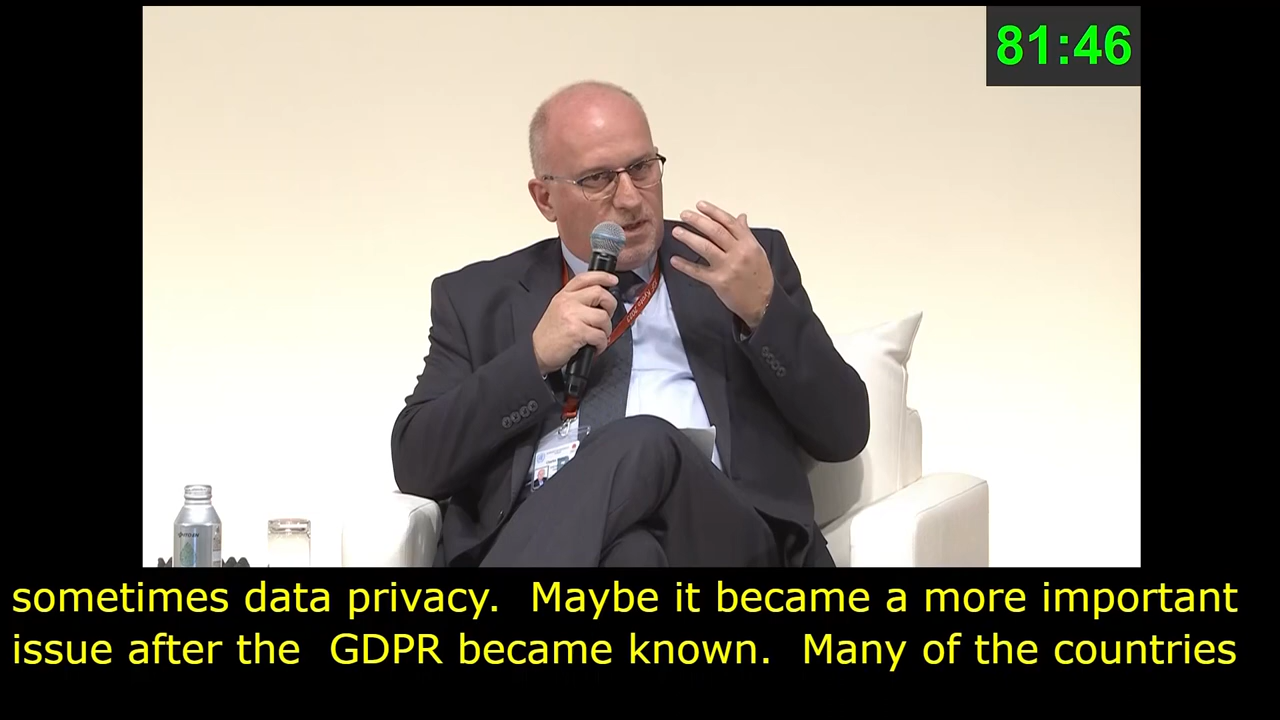 81:46
sometimes data privacy.  Maybe it became a more important
issue after the  GDPR became known.  Many of the countries